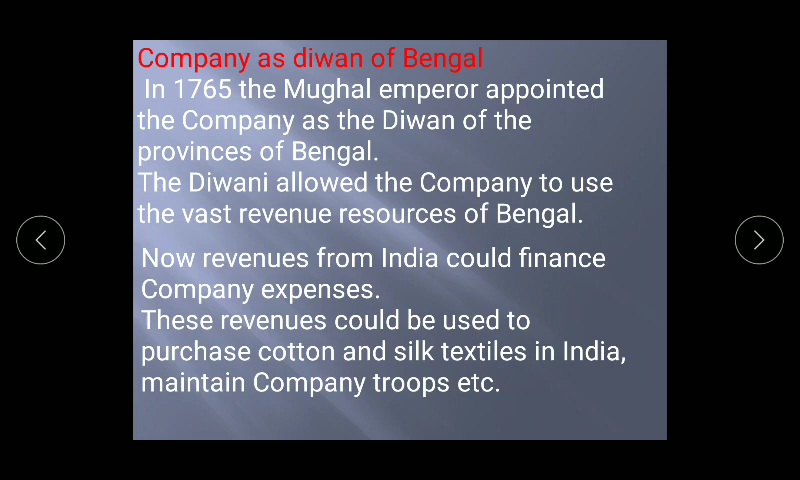 Company as diwan of Bengal
In 1765 the Mughal emperor appointed
the Company as the Diwan of the
provinces of Bengal.
The Diwani allowed the Company to use
the vast revenue resources of Bengal.
Now revenues from India could finance
Company expenses.
These revenues could be used to
purchase cotton and silk textiles in India,
maintain Company troops etc.